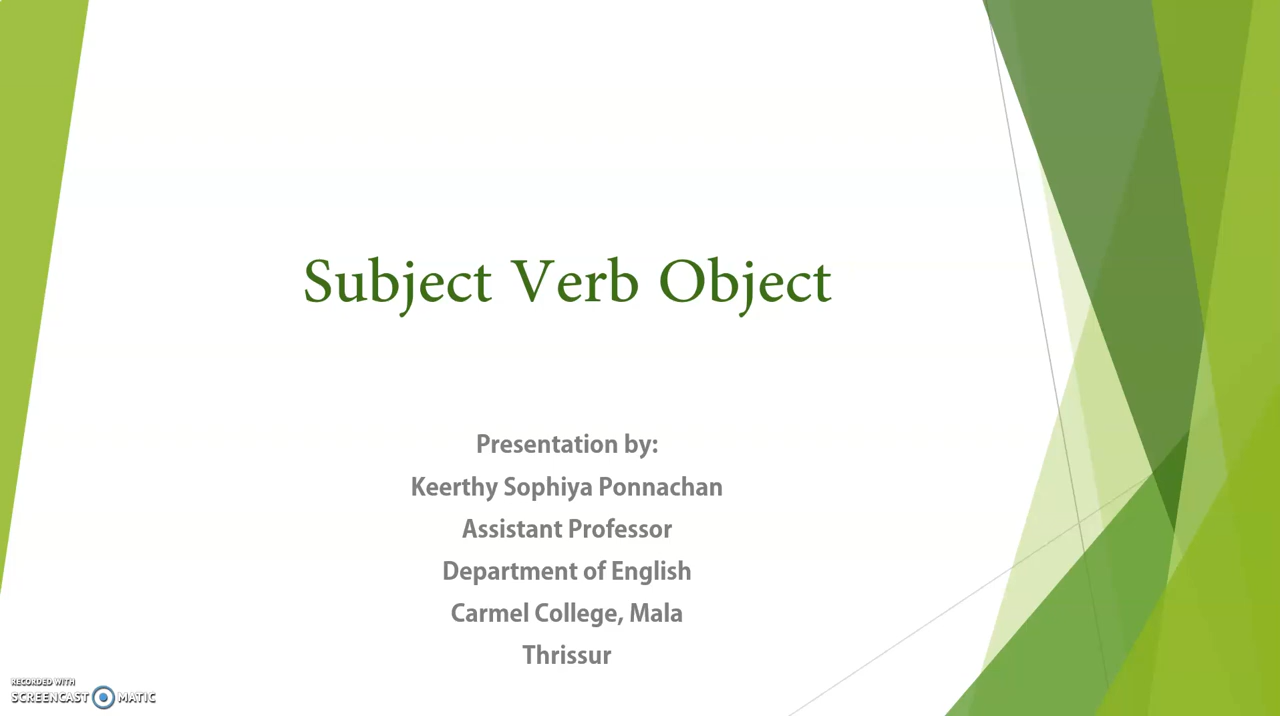 Subject Verb Object
Presentation by:
Keerthy Sophiya Ponnachan
Assistant Professor
Department of English
Carmel College, Mala
Thrissur
RECORDED WITH
SCREENCAST MATIC